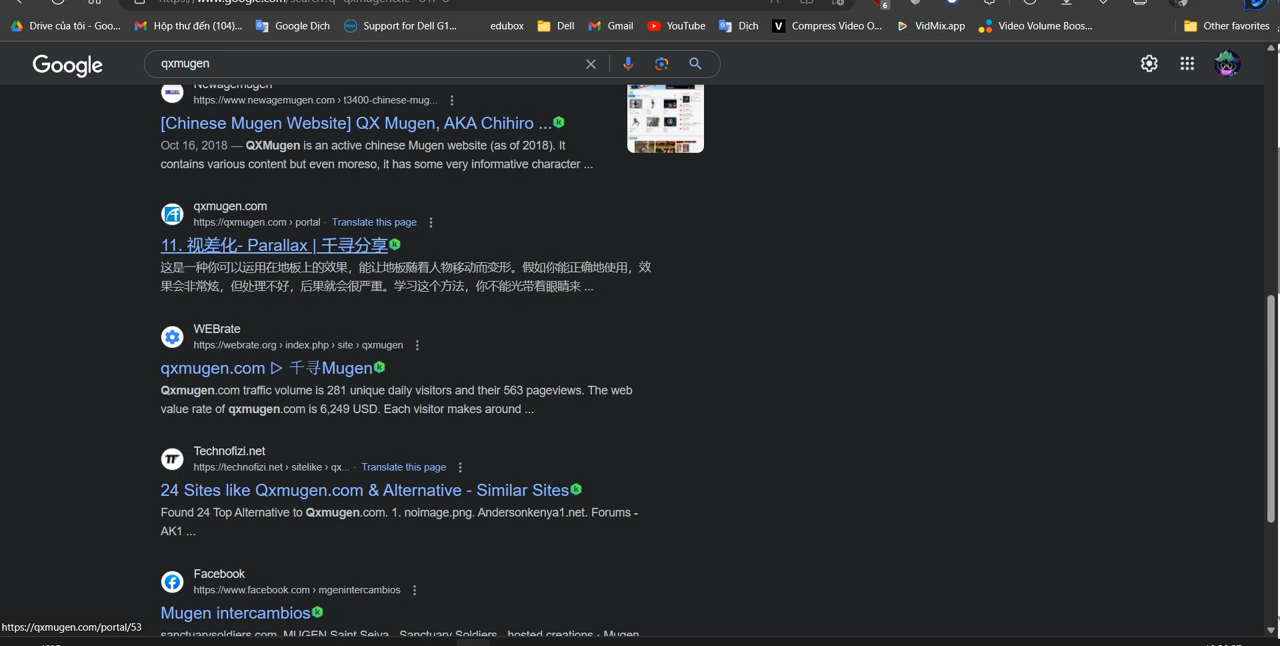 Drive của tôi - Goo...
Hộp thư đến (104)...
Google Dịch
Support for Dell G1...
edubox
Dell
Gmail
YouTube
Dịch
Compress Video O...
VidMix.app
Video Volume Boos...
Other favorites
Google
qxmugen
Newagemugen
https://www.newagemugen.com › t3400-chinese-mug...
[Chinese Mugen Website] QX Mugen, AKA Chihiro ...
Oct 16, 2018 — QXMugen is an active chinese Mugen website (as of 2018). It
contains various content but even moreso, it has some very informative character ...
qxmugen.com
https://qxmugen.com › portal · Translate this page
11. 视差化- Parallax | 千寻分享
这是一种你可以运用在地板上的效果，能让地板随着人物移动而变形。假如你能正确地使用，效
果会非常炫，但处理不好，后果就会很严重。学习这个方法，你不能光带着眼睛来 ...
WEBrate
https://webrate.org › index.php › site › qxmugen
qxmugen.com ▷ 千寻Mugen
Qxmugen.com traffic volume is 281 unique daily visitors and their 563 pageviews. The web
value rate of qxmugen.com is 6,249 USD. Each visitor makes around ...
Technofizi.net
https://technofizi.net › sitelike › qx... · Translate this page
24 Sites like Qxmugen.com & Alternative - Similar Sites
Found 24 Top Alternative to Qxmugen.com. 1. noimage.png. Andersonkenya1.net. Forums -
AK1 ...
Facebook
https://www.facebook.com › mgenintercambios
Mugen intercambios
sanctuarysoldiers.com. MUGEN Saint Seiya - Sanctuary Soldiers - hosted creations · Mugen
https://qxmugen.com/portal/53